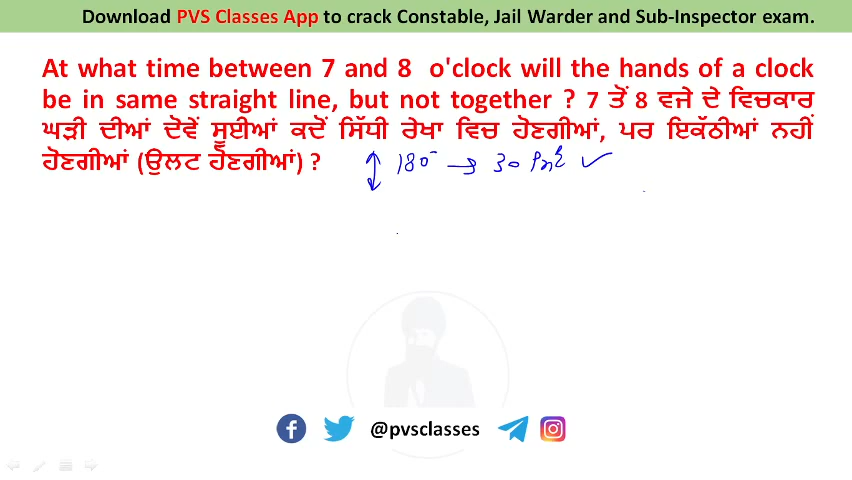 Download PVS Classes App to crack Constable, Jail Warder and Sub-Inspector exam.
At what time between 7 and 8 o'clock will the hands of a clock
be in same straight line, but not together ? 7 ਤੋਂ 8 ਵਜੇ ਦੇ ਵਿਚਕਾਰ
ਘੜੀ ਦੀਆਂ ਦੋਵੇਂ ਸੂਈਆਂ ਕਦੋਂ ਸਿੱਧੀ ਰੇਖਾ ਵਿਚ ਹੋਣਗੀਆਂ, ਪਰ ਇਕੱਠੀਆਂ ਨਹੀਂ
ਹੋਣਗੀਆਂ (ਉਲਟ ਹੋਣਗੀਆਂ) ?
180° → 30 ✓
@pvsclasses